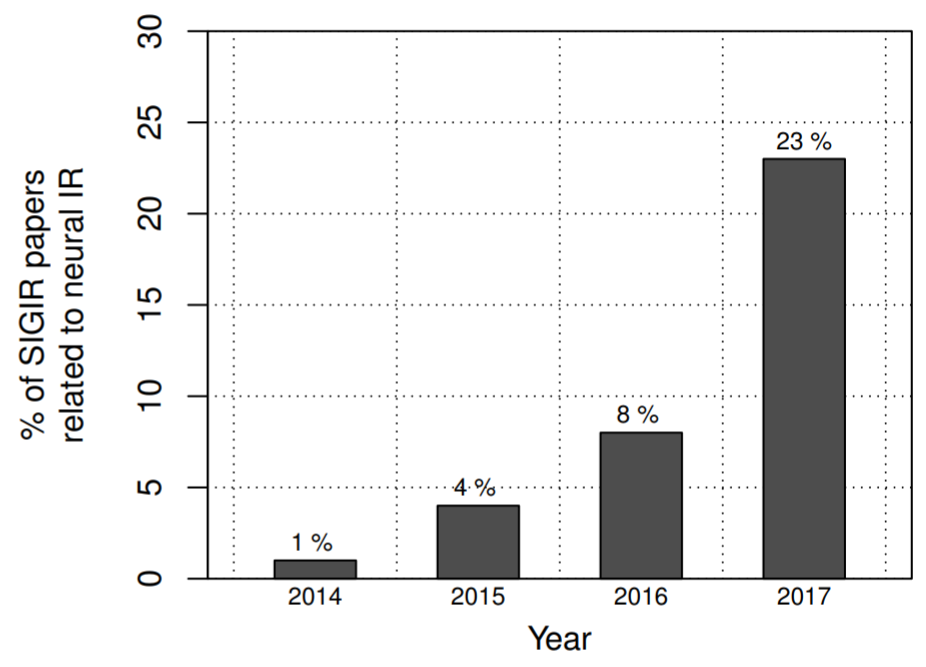 % of SIGIR papers
related to neural IR
30
25
20
15
10
5
0
1 %
4 %
8 %
23 %
2014 2015 2016 2017
Year